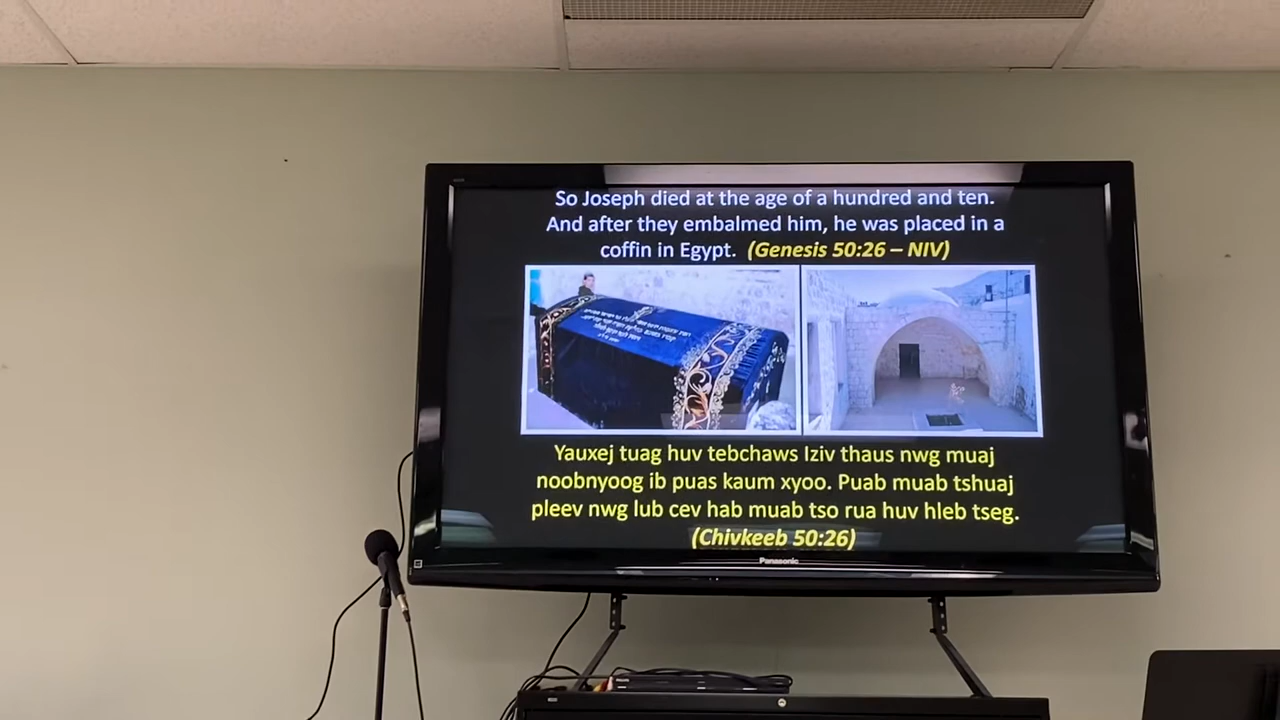 So Joseph died at the age of a hundred and ten.
And after they embalmed him, he was placed in a
coffin in Egypt. (Genesis 50:26 – NIV)
Yauxej tuag huv tebchaws Iziv thaus nwg muaj
noobnyoog ib puas kaum xyoo. Puab muab tshuaj
pleev nwg lub cev hab muab tso rua huv hleb tseg.
(Chivkeeb 50:26)
Panasonic